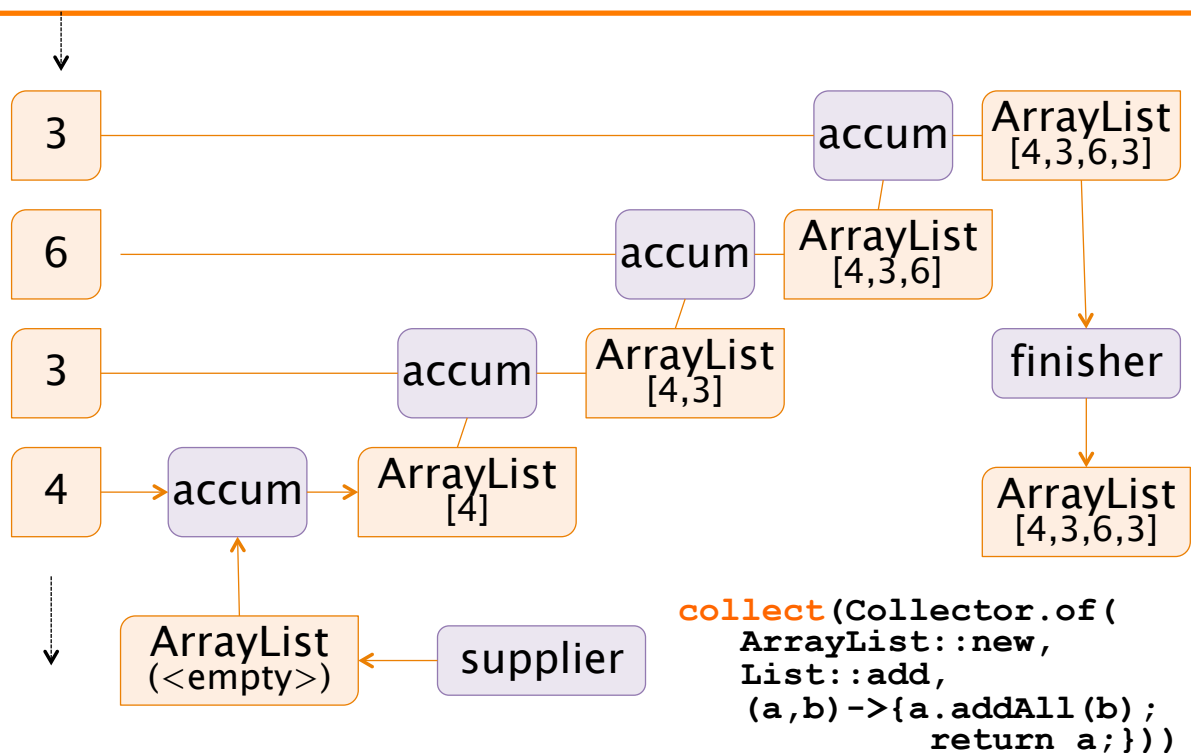 3
accum
ArrayList
[4,3,6,3]
6
accum
ArrayList
[4,3,6]
3
accum
ArrayList
[4,3]
finisher
4
accum
ArrayList
[4]
ArrayList
[4,3,6,3]
ArrayList
(<empty>)
supplier
collect(Collector.of(
ArrayList::new,
List::add,
(a,b)->{a.addAll(b);
return a;}))